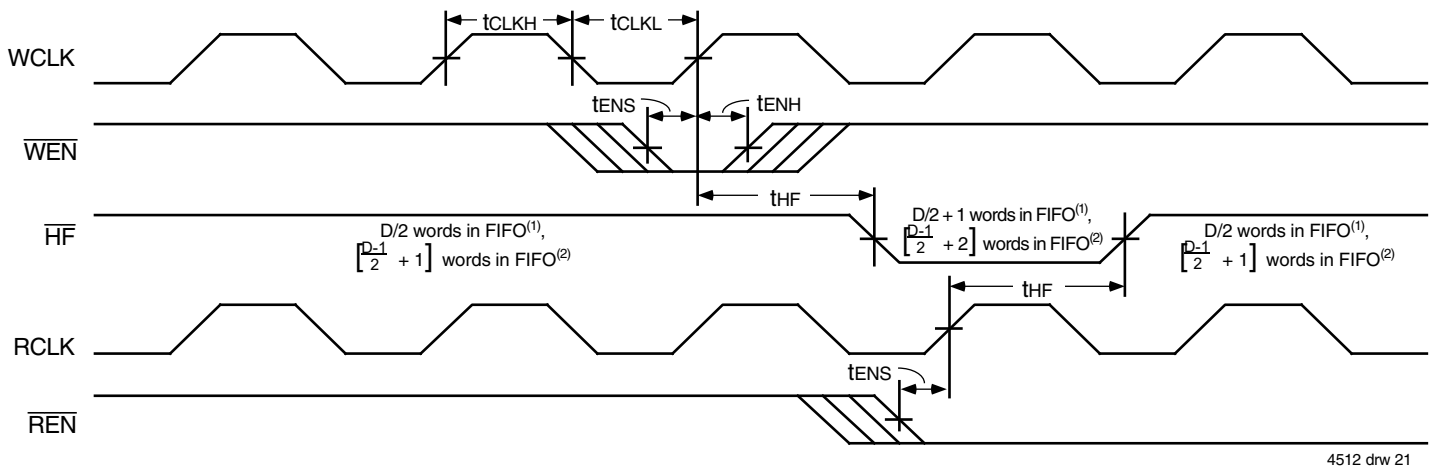 tCLKH tCLKL
WCLK
tENS tENH
WEN
tHF
HF
D/2 words in FIFO(1),
[D-1/2 + 1] words in FIFO(2)
D/2 + 1 words in FIFO(1),
[D-1/2 + 2] words in FIFO(2)
D/2 words in FIFO(1),
[D-1/2 + 1] words in FIFO(2)
tHF
RCLK
tENS
REN
4512 drw 21